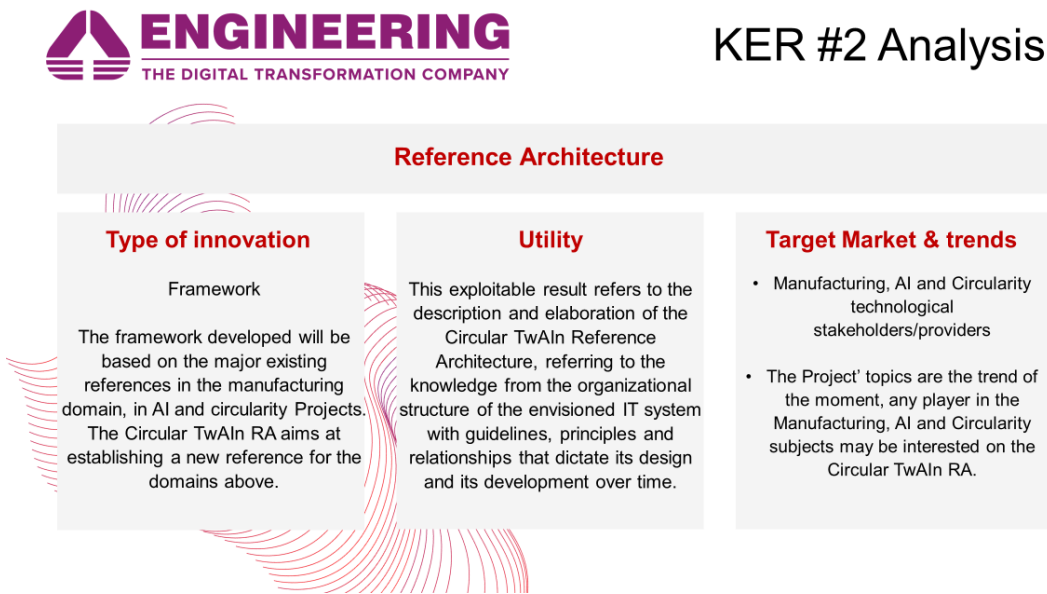 ENGINEERING
THE DIGITAL TRANSFORMATION COMPANY
KER #2 Analysis
Reference Architecture
Type of innovation
Framework
The framework developed will be
based on the major existing
references in the manufacturing
domain, in AI and circularity Projects.
The Circular TwAIn RA aims at
establishing a new reference for the
domains above.
Utility
This exploitable result refers to the
description and elaboration of the
Circular TwAIn Reference
Architecture, referring to the
knowledge from the organizational
structure of the envisioned IT system
with guidelines, principles and
relationships that dictate its design
and its development over time.
Target Market & trends
• Manufacturing, AI and Circularity
technological
stakeholders/providers
• The Project' topics are the trend of
the moment, any player in the
Manufacturing, AI and Circularity
subjects may be interested on the
Circular TwAIn RA.